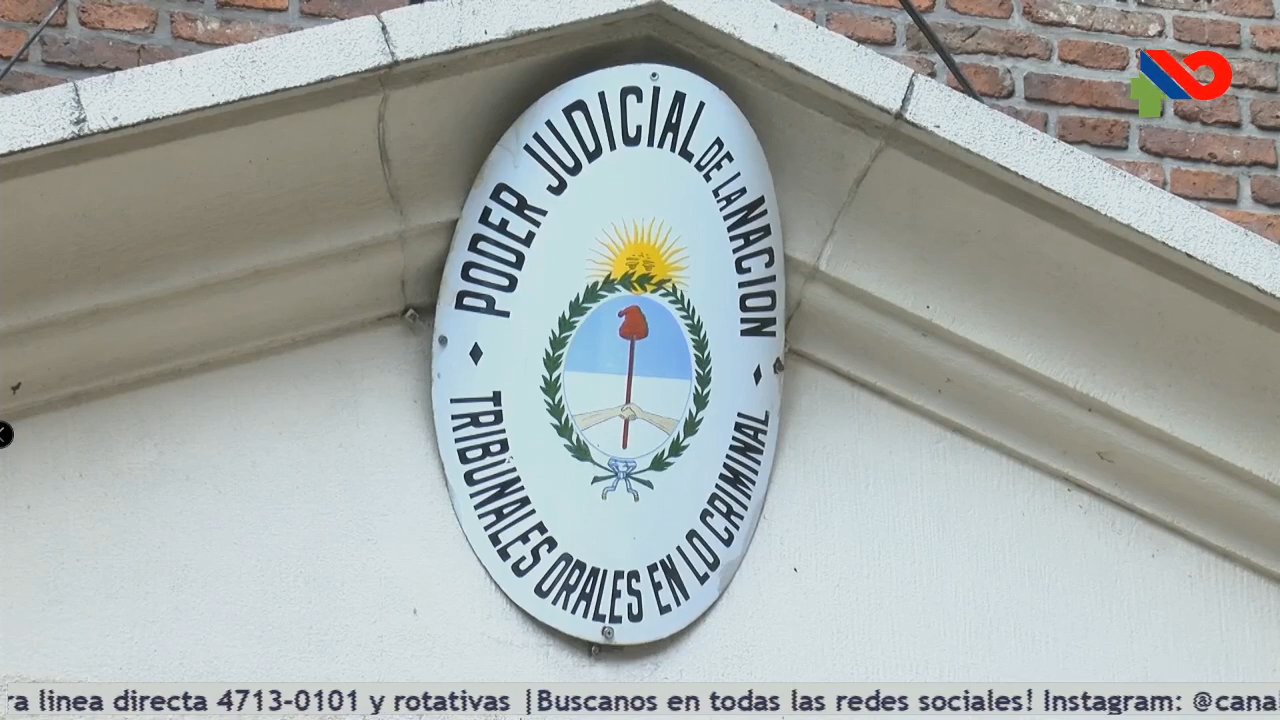 PODER JUDICIAL DE LA NACION
TRIBUNALES ORALES EN LO CRIMINAL
ra linea directa 4713-0101 y rotativas |Buscanos en todas las redes sociales! Instagram: @cana